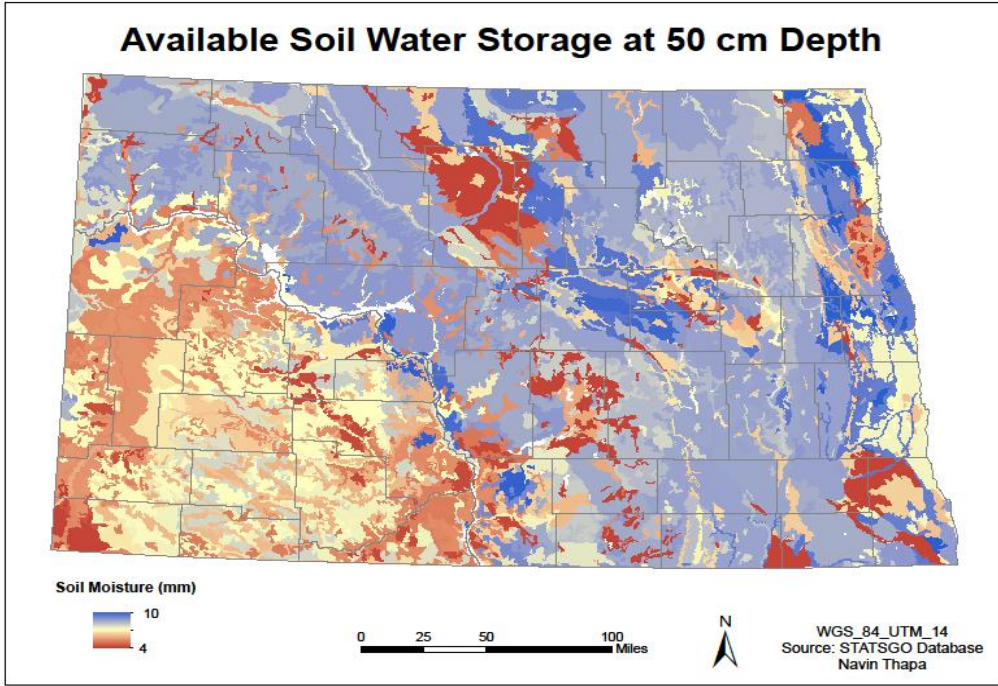 Available Soil Water Storage at 50 cm Depth
Soil Moisture (mm)
10
4
0 25 50 100
Miles
N
WGS_84_UTM_14
Source: STATSGO Database
Navin Thapa